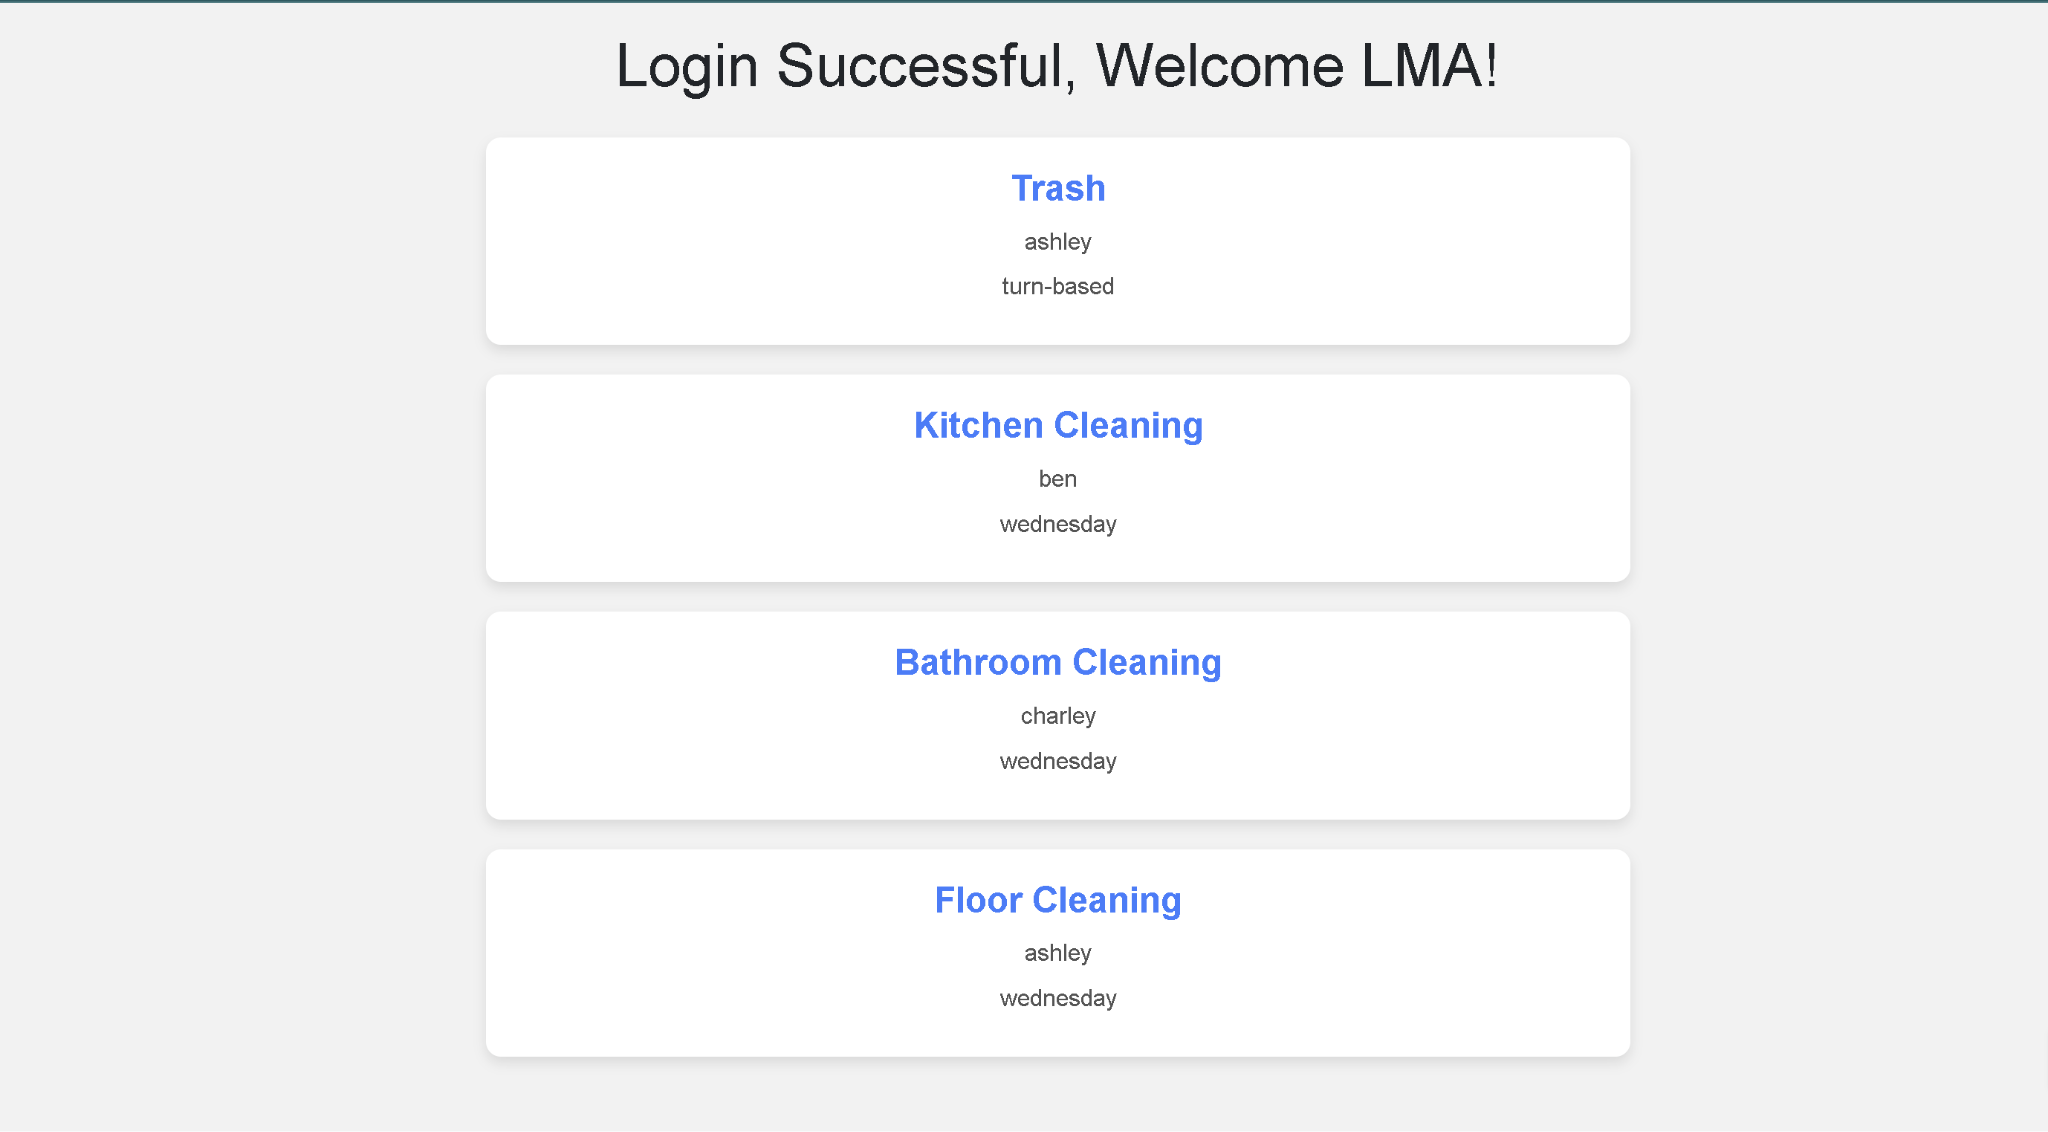 Login Successful, Welcome LMA!
Trash
ashley
turn-based
Kitchen Cleaning
ben
wednesday
Bathroom Cleaning
charley
wednesday
Floor Cleaning
ashley
wednesday